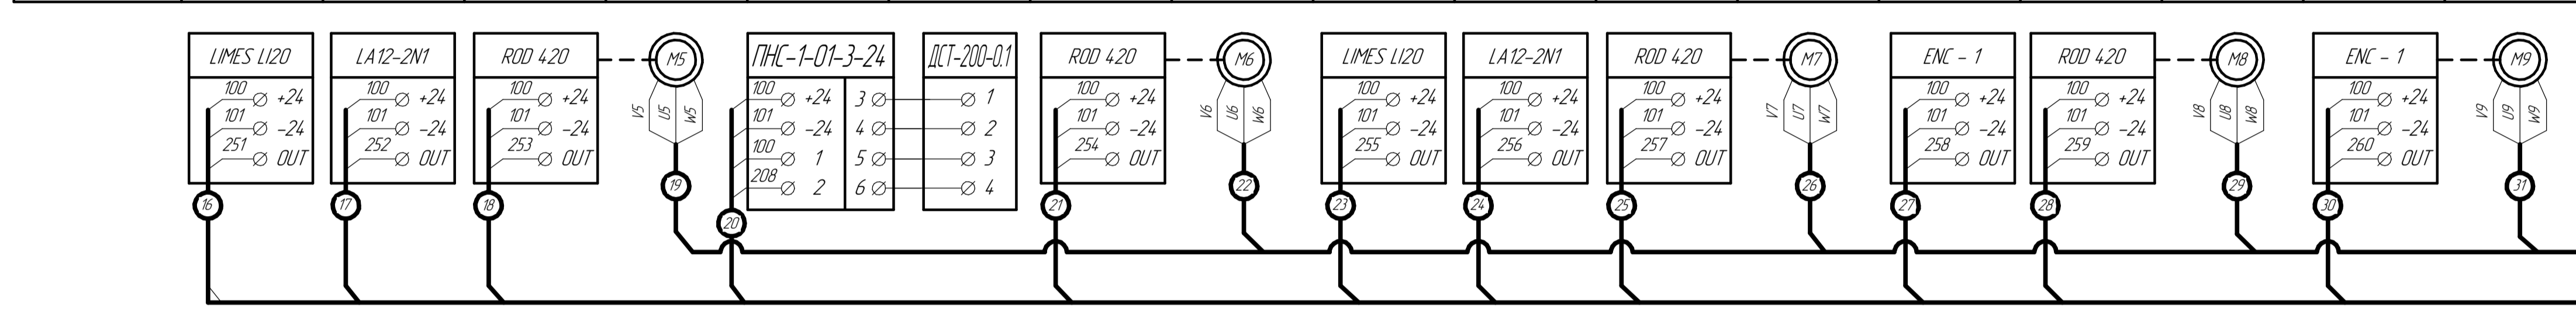 LIMES LI20
100 +24
101 -24
251 OUT
16
LA12-2N1
100 +24
101 -24
252 OUT
17
ROD 420
100 +24
101 -24
253 OUT
18
M5
V5 U5 W5
19
ПНС-1-01-3-24
100 +24 3
101 -24 4
100 1 5
208 2 6
20
ДСТ-200-0.1
1
2
3
4
ROD 420
100 +24
101 -24
254 OUT
21
M6
V6 U6 W6
22
LIMES LI20
100 +24
101 -24
255 OUT
23
LA12-2N1
100 +24
101 -24
256 OUT
24
ROD 420
100 +24
101 -24
257 OUT
25
M7
V7 U7 W7
26
ENC - 1
100 +24
101 -24
258 OUT
27
ROD 420
100 +24
101 -24
259 OUT
28
M8
V8 U8 W8
29
ENC - 1
100 +24
101 -24
260 OUT
30
M9
V9 U9 W9
31